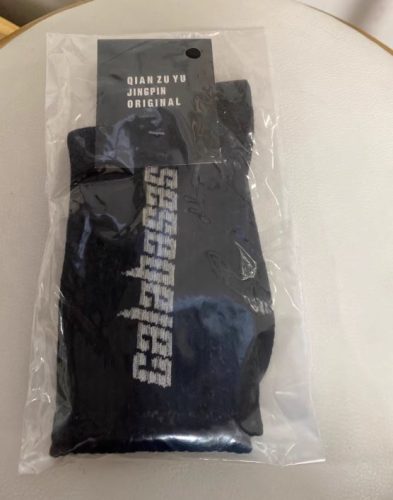 QIAN ZU YU
JINGPIN
ORIGINAL
calabasas